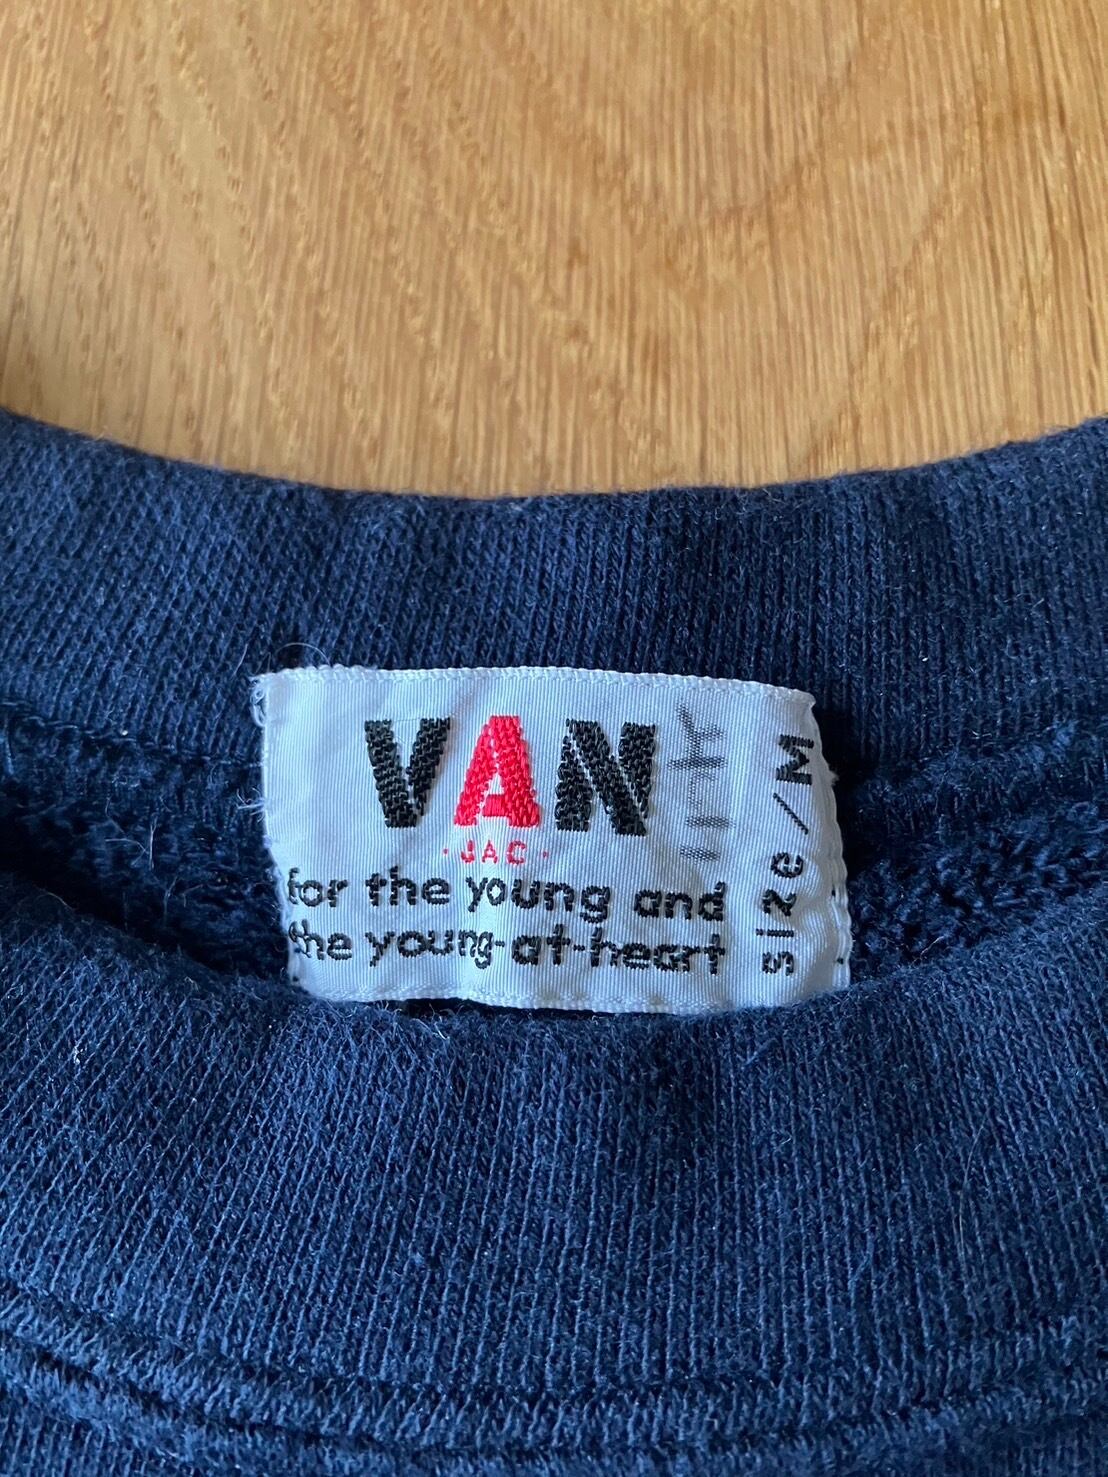 VAN
· JAC ·
for the young and
the young-at-heart
Size/M